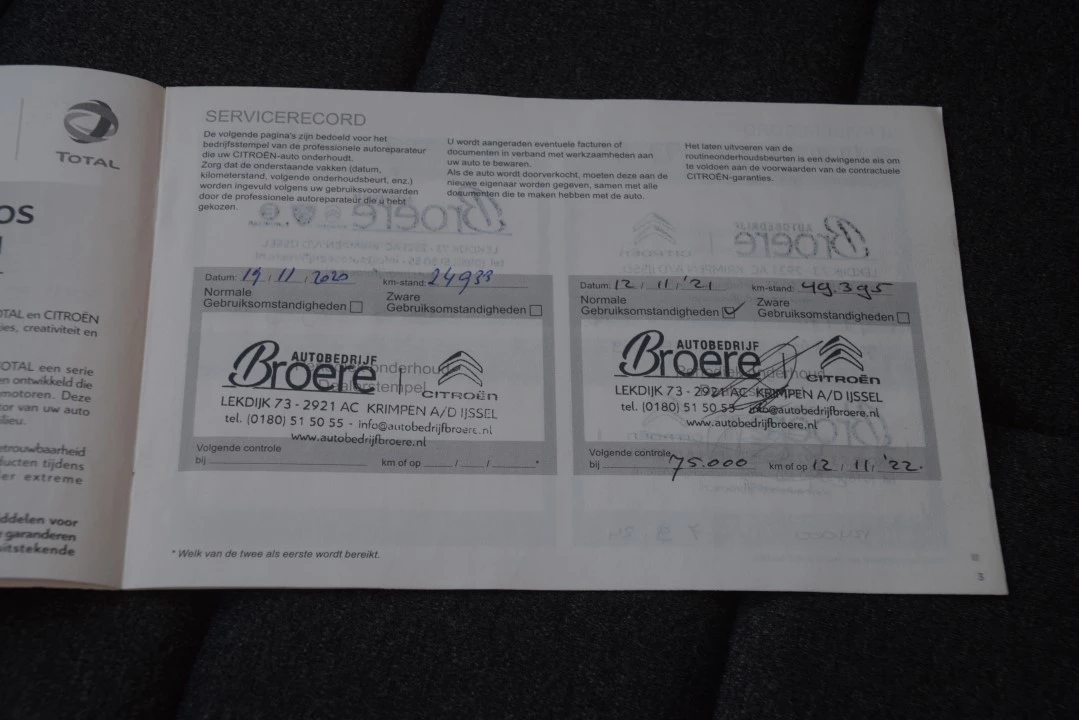 TOTAL
OS
OTAL en CITROËN
ies, creativiteit en
OTAL een serie
en ontwikkeld die
motoren. Deze
tor van uw auto
lieu.
etrouwbaarheid
ducten tijdens
er extreme
ddelen voor
garanderen
uitstekende
SERVICERECORD
De volgende pagina's zijn bedoeld voor het
bedrijfsstempel van de professionele autoreparateur
die uw CITROËN-auto onderhoudt.
Zorg dat de onderstaande vakken (datum,
kilometerstand, volgende onderhoudsbeurt, enz.)
worden ingevuld volgens uw gebruiksvoorwaarden
door de professionele autoreparateur die u hebt
gekozen.
U wordt aangeraden eventuele facturen of
documenten in verband met werkzaamheden aan
uw auto te bewaren.
Als de auto wordt doorverkocht, moeten deze aan de
nieuwe eigenaar worden gegeven, samen met alle
documenten die te maken hebben met de auto.
Het laten uitvoeren van de
routineonderhoudsbeurten is een dwingende eis om
te voldoen aan de voorwaarden van de contractuele
CITROËN-garanties.
Datum: 19 / 11 / 2020 km-stand: 24933
Normale Zware
Gebruiksomstandigheden Gebruiksomstandigheden
AUTOBEDRIJF
Broere CITROËN
LEKDIJK 73 - 2921 AC KRIMPEN A/D IJSSEL
tel. (0180) 51 50 55 - info@autobedrijfbroere.nl
www.autobedrijfbroere.nl
Volgende controle
bij km of op / / *
Datum: 12 / 11 / '21 km-stand: 49.395
Normale Zware
Gebruiksomstandigheden Gebruiksomstandigheden
AUTOBEDRIJF
Broere CITROËN
LEKDIJK 73 - 2921 AC KRIMPEN A/D IJSSEL
tel. (0180) 51 50 55 - info@autobedrijfbroere.nl
www.autobedrijfbroere.nl
Volgende controle
bij 75.000 km of op 12 / 11 / '22.
* Welk van de twee als eerste wordt bereikt.
3